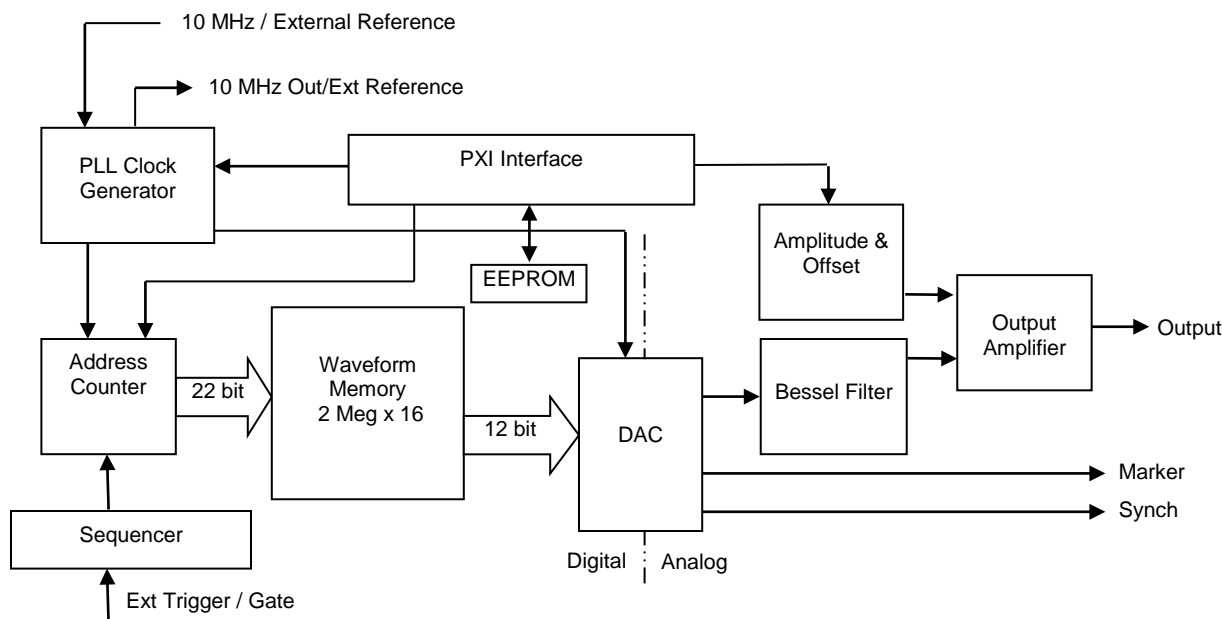 10 MHz / External Reference
10 MHz Out/Ext Reference
PLL Clock
Generator
PXI Interface
EEPROM
Amplitude &
Offset
Output
Amplifier
Output
Address
Counter
22 bit
Waveform
Memory
2 Meg x 16
12 bit
DAC
Bessel Filter
Marker
Synch
Sequencer
Digital
Analog
Ext Trigger / Gate